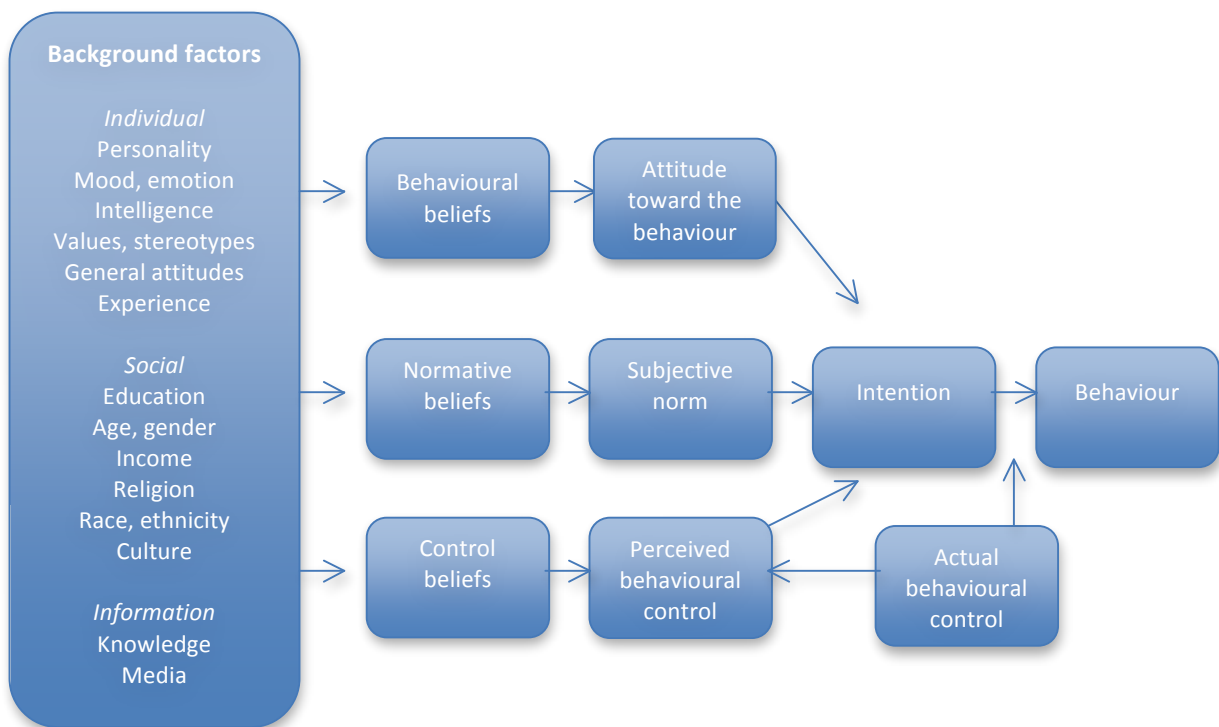 Background factors
Individual
Personality
Mood, emotion
Intelligence
Values, stereotypes
General attitudes
Experience
Social
Education
Age, gender
Income
Religion
Race, ethnicity
Culture
Information
Knowledge
Media
Behavioural
beliefs
Attitude
toward the
behaviour
Normative
beliefs
Subjective
norm
Intention
Behaviour
Control
beliefs
Perceived
behavioural
control
Actual
behavioural
control